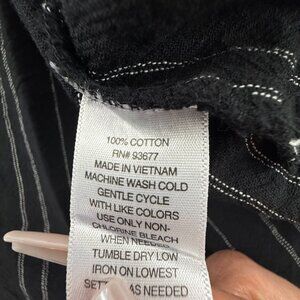 100% COTTON
RN# 93677
MADE IN VIETNAM
MACHINE WASH COLD
GENTLE CYCLE
WITH LIKE COLORS
USE ONLY NON-
CHLORINE BLEACH
WHEN NEEDED
TUMBLE DRY LOW
IRON ON LOWEST
AS NEEDED